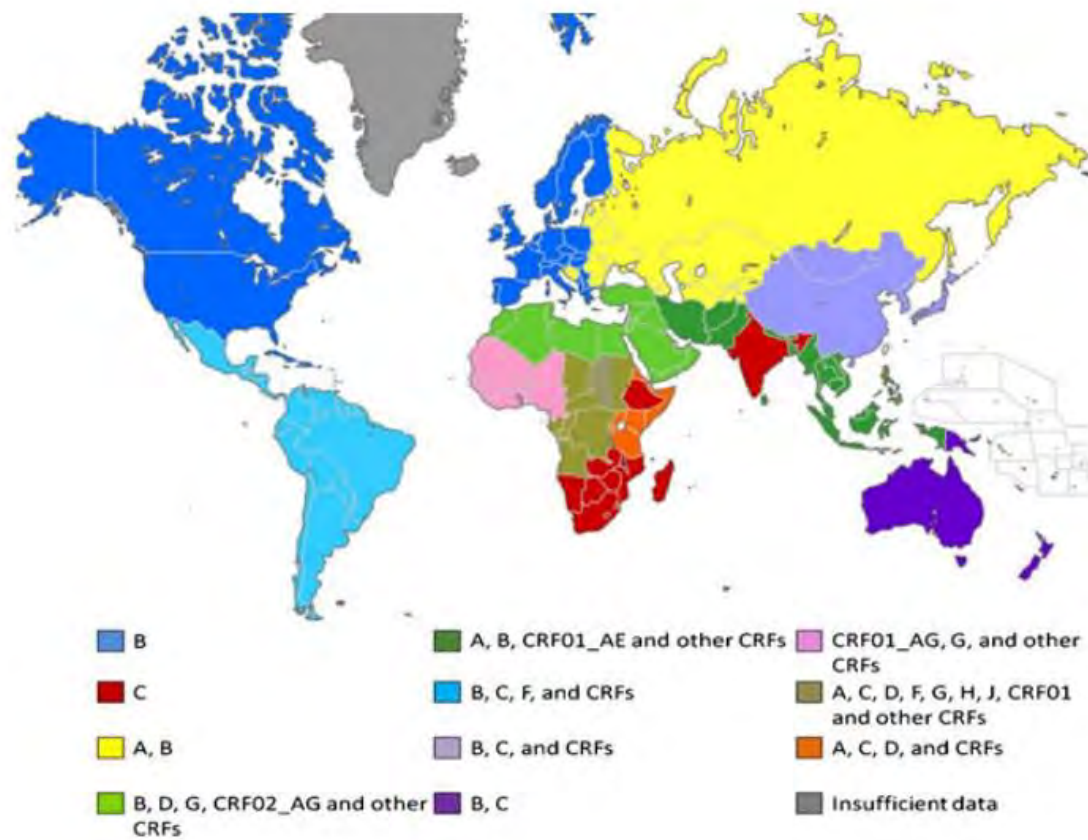 B
A, B, CRF01_AE and other CRFs
CRF01_AG, G, and other
CRFs
C
B, C, F, and CRFs
A, C, D, F, G, H, J, CRF01
and other CRFs
A, B
B, C, and CRFs
A, C, D, and CRFs
B, D, G, CRF02_AG and other
CRFs
B, C
Insufficient data